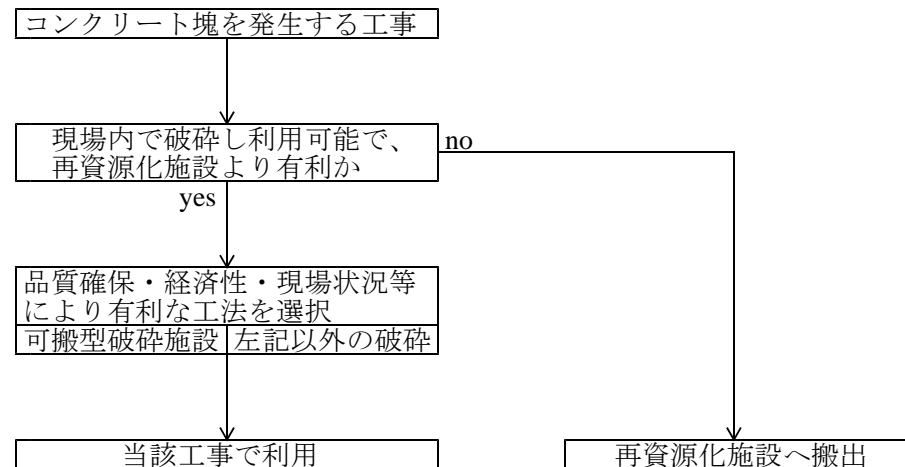 コンクリート塊を発生する工事
現場内で破砕し利用可能で、
再資源化施設より有利か
no
yes
品質確保・経済性・現場状況等
により有利な工法を選択
可搬型破砕施設
左記以外の破砕
当該工事で利用
再資源化施設へ搬出